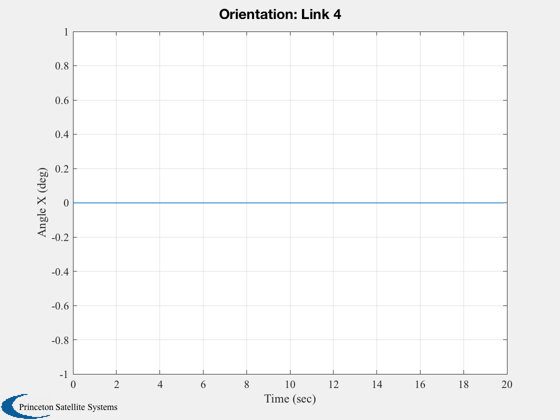 Orientation: Link 4
1
0.8
0.6
0.4
0.2
0
-0.2
-0.4
-0.6
-0.8
-1
Angle X (deg)
0 2 4 6 8 10 12 14 16 18 20
Time (sec)
Princeton Satellite Systems